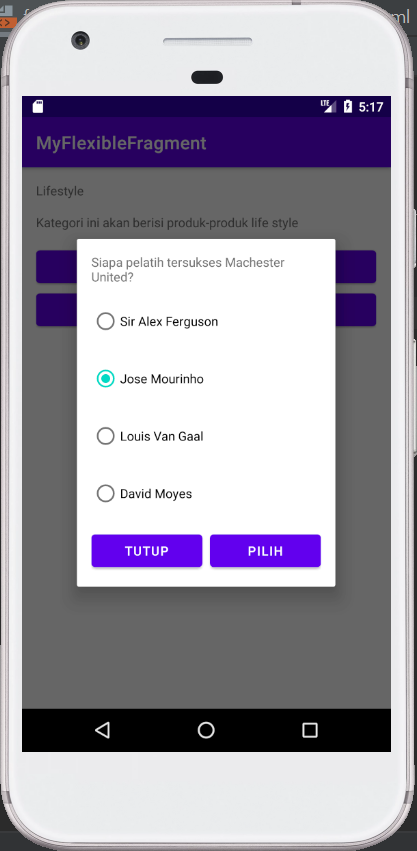 ml
LTE 5:17
MyFlexibleFragment
Lifestyle
Kategori ini akan berisi produk-produk life style
Siapa pelatih tersukses Machester
United?
Sir Alex Ferguson
Jose Mourinho
Louis Van Gaal
David Moyes
TUTUP PILIH